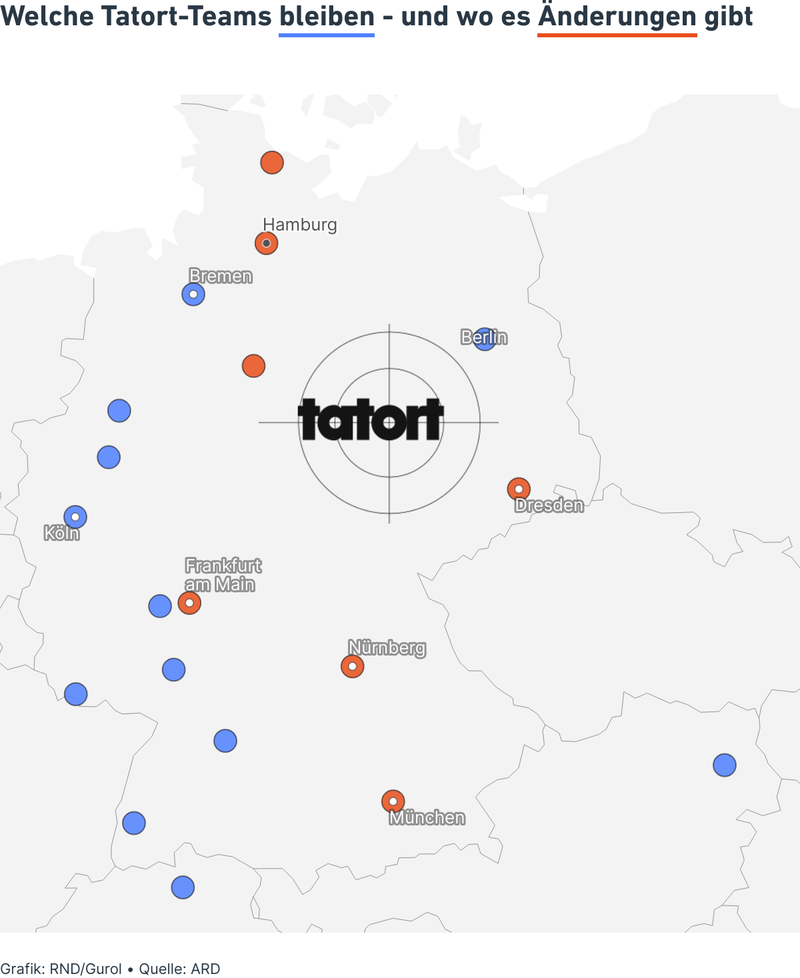 Welche Tatort-Teams bleiben - und wo es Änderungen gibt
Hamburg
Bremen
Berlin
tatort
Dresden
Köln
Frankfurt
am Main
Nürnberg
München
Grafik: RND/Gurol • Quelle: ARD